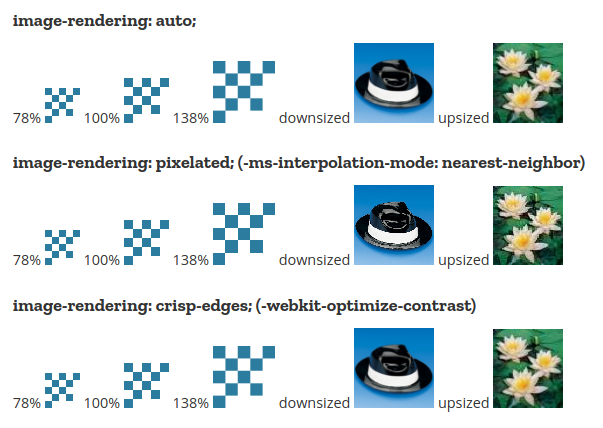 image-rendering: auto;
78% 100% 138% downsized upsized
image-rendering: pixelated; (-ms-interpolation-mode: nearest-neighbor)
78% 100% 138% downsized upsized
image-rendering: crisp-edges; (-webkit-optimize-contrast)
78% 100% 138% downsized upsized